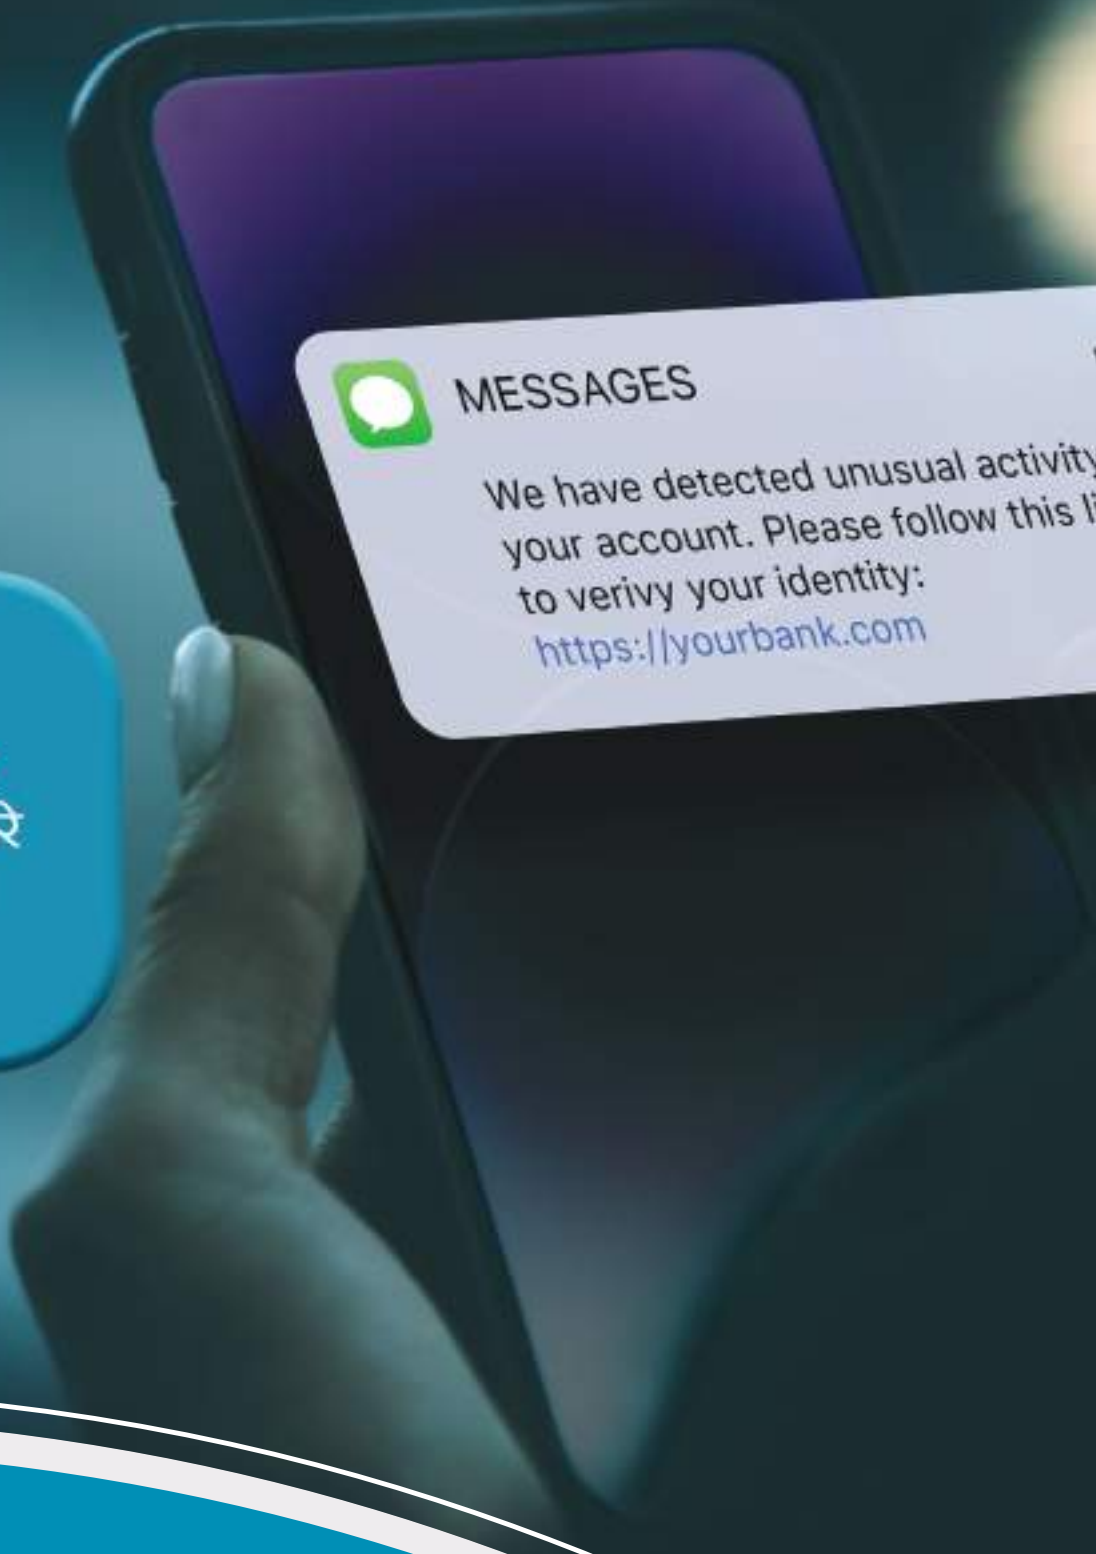 MESSAGES
We have detected unusual activity
your account. Please follow this
to verivy your identity:
https://yourbank.com